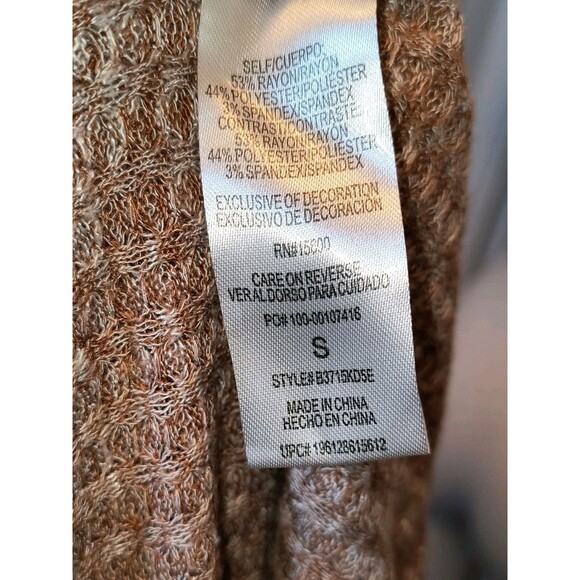 SELF/CUERPO:
53% RAYON/RAYÓN
44% POLYESTER/POLIÉSTER
3% SPANDEX/SPANDEX
CONTRAST/CONTRASTE:
53% RAYON/RAYÓN
44% POLYESTER/POLIÉSTER
3% SPANDEX/SPANDEX
EXCLUSIVE OF DECORATION
EXCLUSIVO DE DECORACIÓN
RN#15600
CARE ON REVERSE
VER AL DORSO PARA CUIDADO
PO# 100-00107416
S
STYLE# B3715KD5E
MADE IN CHINA
HECHO EN CHINA
UPC# 196128615612